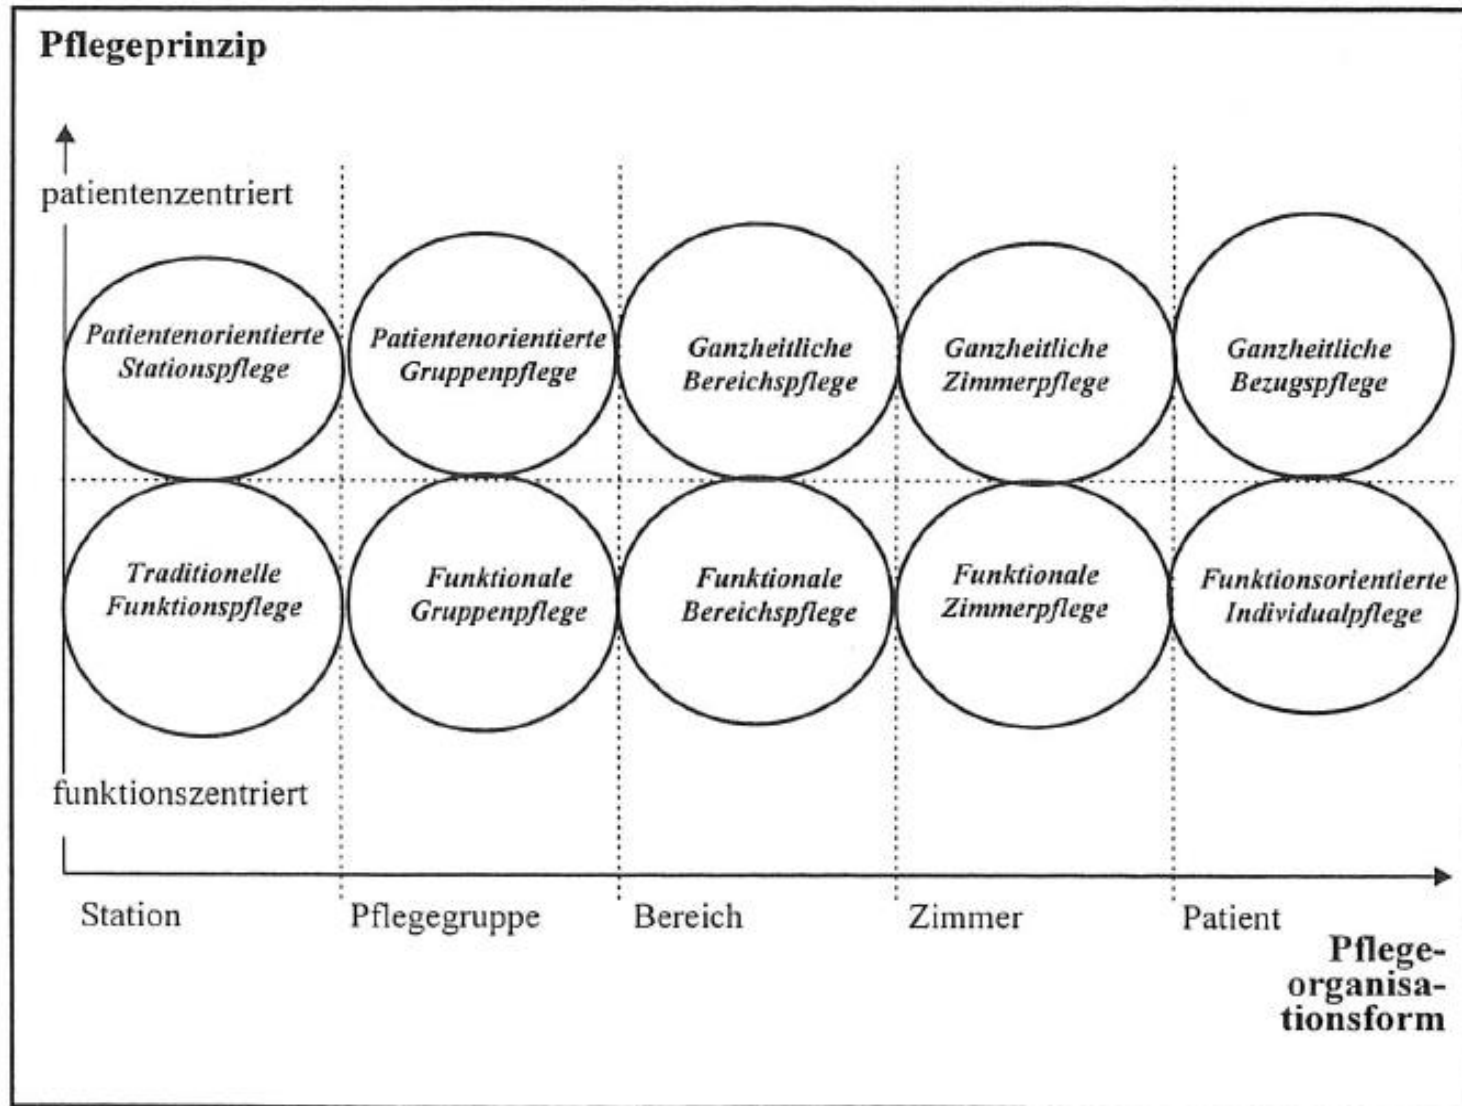 Pflegeprinzip
patientenzentriert
Patientenorientierte
Stationspflege
Patientenorientierte
Gruppenpflege
Ganzheitliche
Bereichspflege
Ganzheitliche
Zimmerpflege
Ganzheitliche
Bezugspflege
Traditionelle
Funktionspflege
Funktionale
Gruppenpflege
Funktionale
Bereichspflege
Funktionale
Zimmerpflege
Funktionsorientierte
Individualpflege
funktionszentriert
Station
Pflegegruppe
Bereich
Zimmer
Patient
Pflege-
organisa-
tionsform